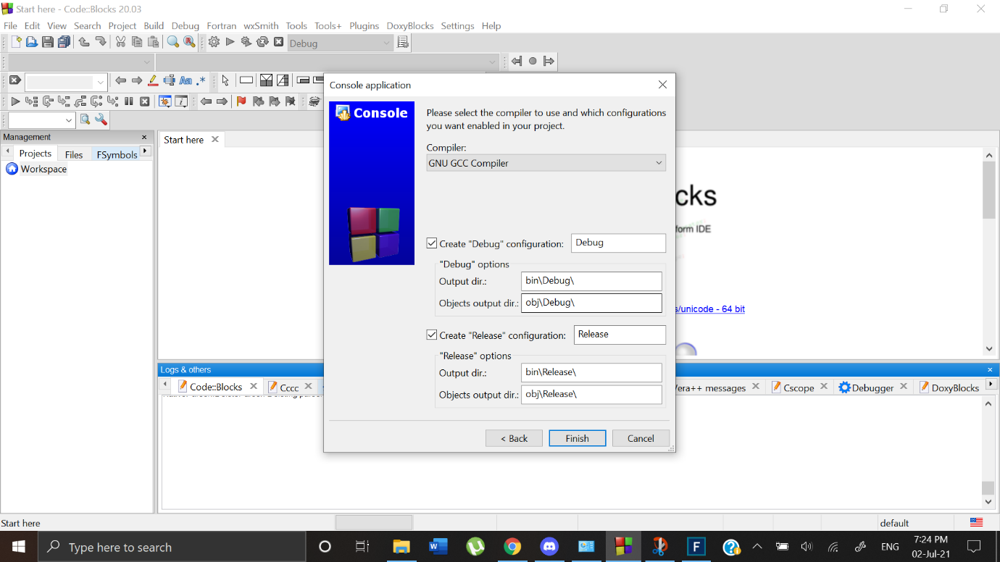 Start here - Code::Blocks 20.03
File Edit View Search Project Build Debug Fortran wxSmith Tools Tools+ Plugins DoxyBlocks Settings Help
Debug
Aa .*
Management
Projects Files FSymbols
Workspace
Start here
Console application
Console
Please select the compiler to use and which configurations
you want enabled in your project.
Compiler:
GNU GCC Compiler
Create "Debug" configuration: Debug
"Debug" options
Output dir.: bin\Debug\
Objects output dir.: obj\Debug\
Create "Release" configuration: Release
"Release" options
Output dir.: bin\Release\
Objects output dir.: obj\Release\
< Back Finish Cancel
cks
form IDE
s/unicode - 64 bit
Logs & others
Code::Blocks Cccc era++ messages Cscope Debugger DoxyBlocks
Start here default
Type here to search
W F ENG
7:24 PM
02-Jul-21